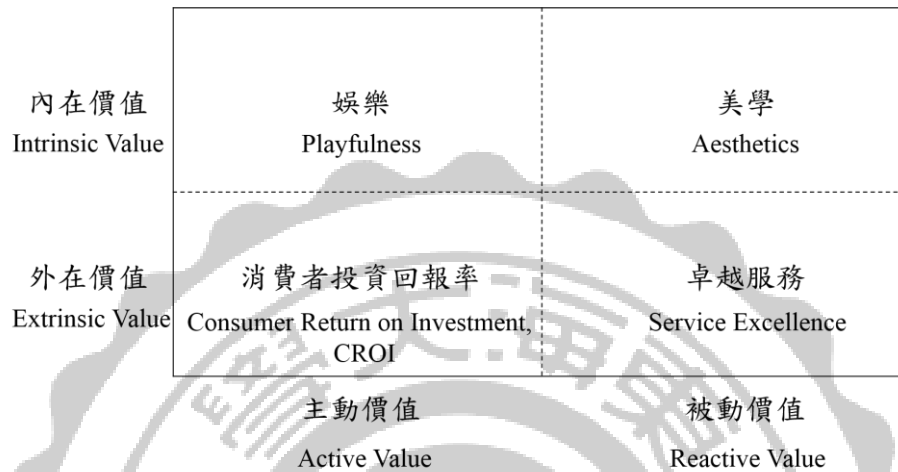 內在價值
Intrinsic Value
娛樂
Playfulness
美學
Aesthetics
外在價值
Extrinsic Value
消費者投資回報率
Consumer Return on Investment,
CROI
卓越服務
Service Excellence
主動價值
Active Value
被動價值
Reactive Value